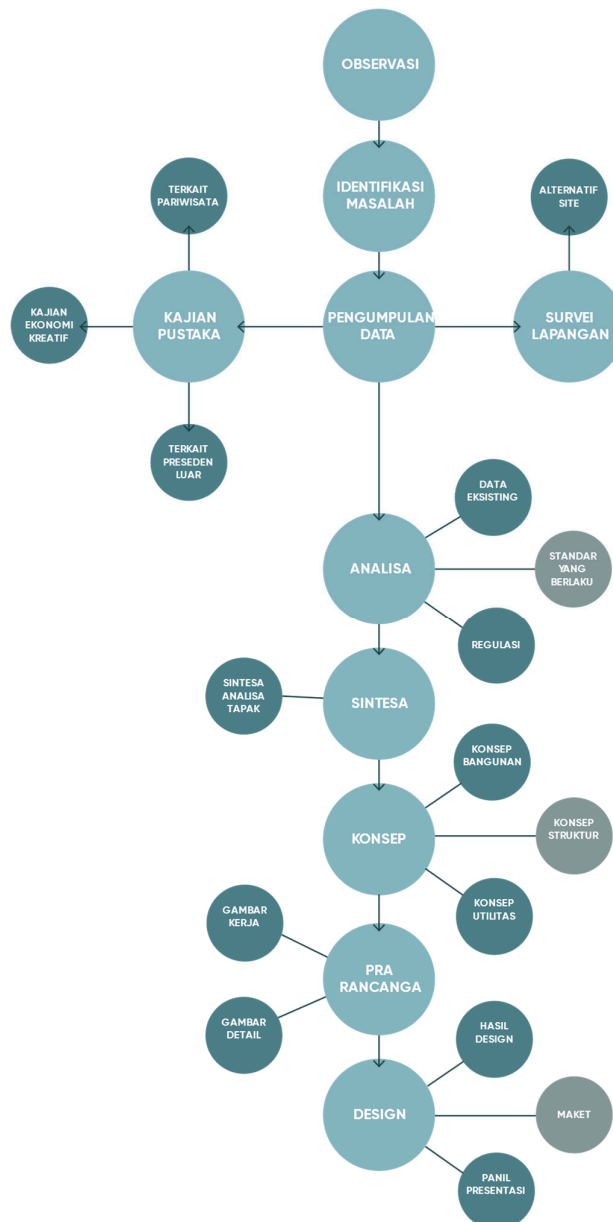 OBSERVASI
IDENTIFIKASI
MASALAH
TERKAIT
PARIWISATA
ALTERNATIF
SITE
KAJIAN
EKONOMI
KREATIF
KAJIAN
PUSTAKA
PENGUMPULAN
DATA
SURVEI
LAPANGAN
TERKAIT
PRESEDEN
LUAR
DATA
EKSISTING
ANALISA
STANDAR
YANG
BERLAKU
REGULASI
SINTESA
ANALISA
TAPAK
SINTESA
KONSEP
BANGUNAN
KONSEP
KONSEP
STRUKTUR
KONSEP
UTILITAS
GAMBAR
KERJA
PRA
RANCANGA
GAMBAR
DETAIL
HASIL
DESIGN
DESIGN
MAKET
PANIL
PRESENTASI